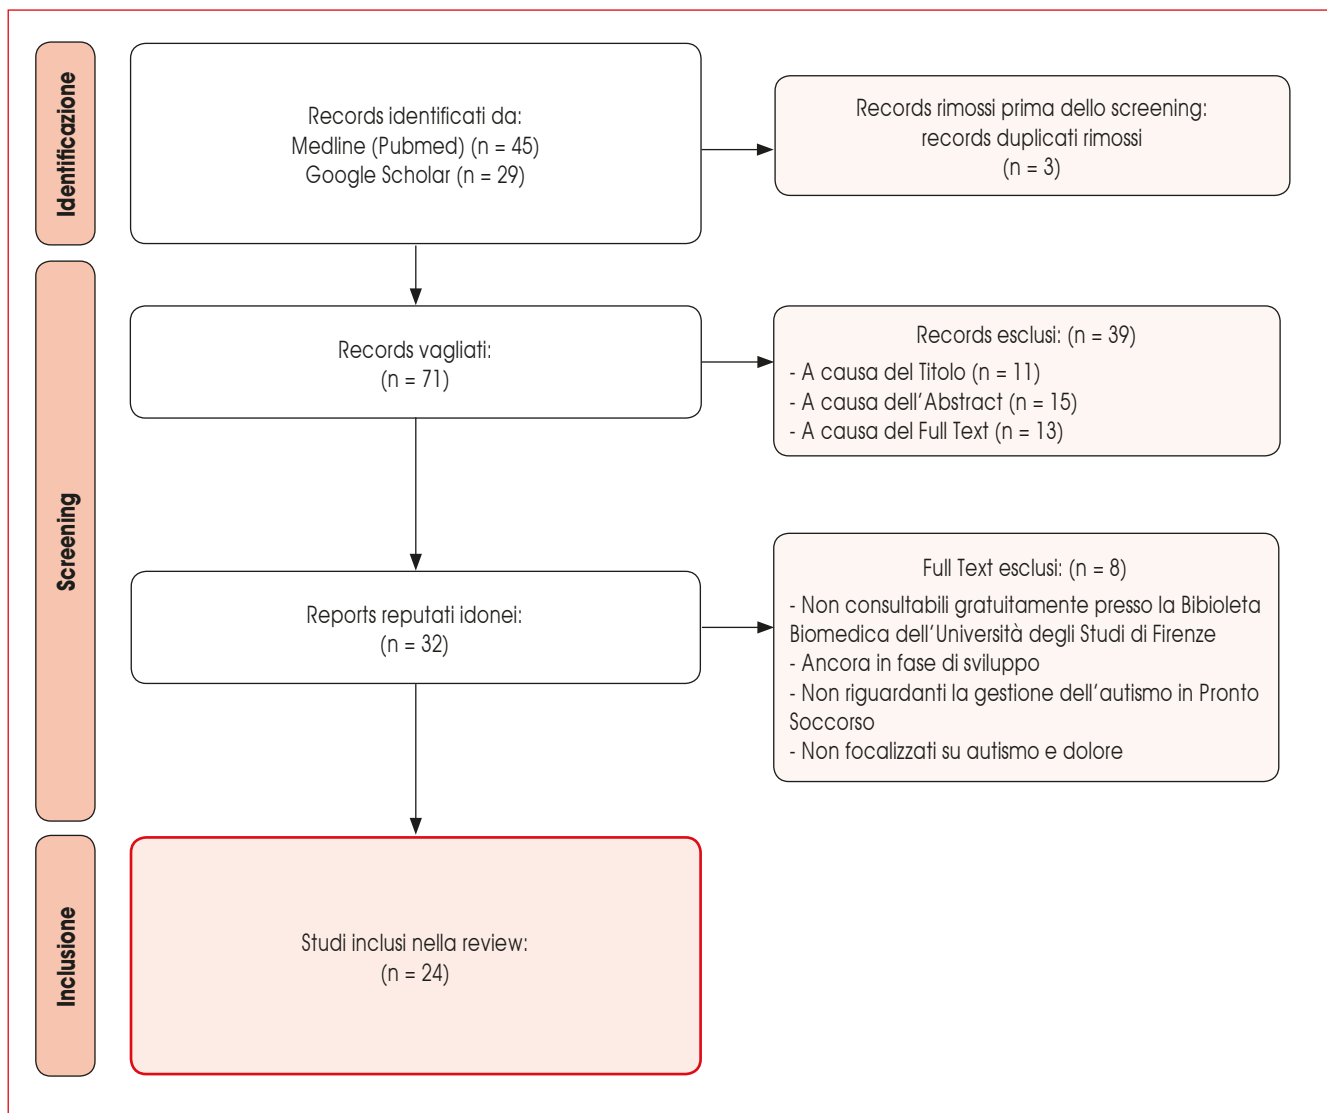 Identificazione
Records identificati da:
Medline (Pubmed) (n = 45)
Google Scholar (n = 29)
Records rimossi prima dello screening:
records duplicati rimossi
(n = 3)
Screening
Records vagliati:
(n = 71)
Records esclusi: (n = 39)
- A causa del Titolo (n = 11)
- A causa dell'Abstract (n = 15)
- A causa del Full Text (n = 13)
Reports reputati idonei:
(n = 32)
Full Text esclusi: (n = 8)
- Non consultabili gratuitamente presso la Bibioleta
Biomedica dell'Università degli Studi di Firenze
- Ancora in fase di sviluppo
- Non riguardanti la gestione dell'autismo in Pronto
Soccorso
- Non focalizzati su autismo e dolore
Inclusione
Studi inclusi nella review:
(n = 24)